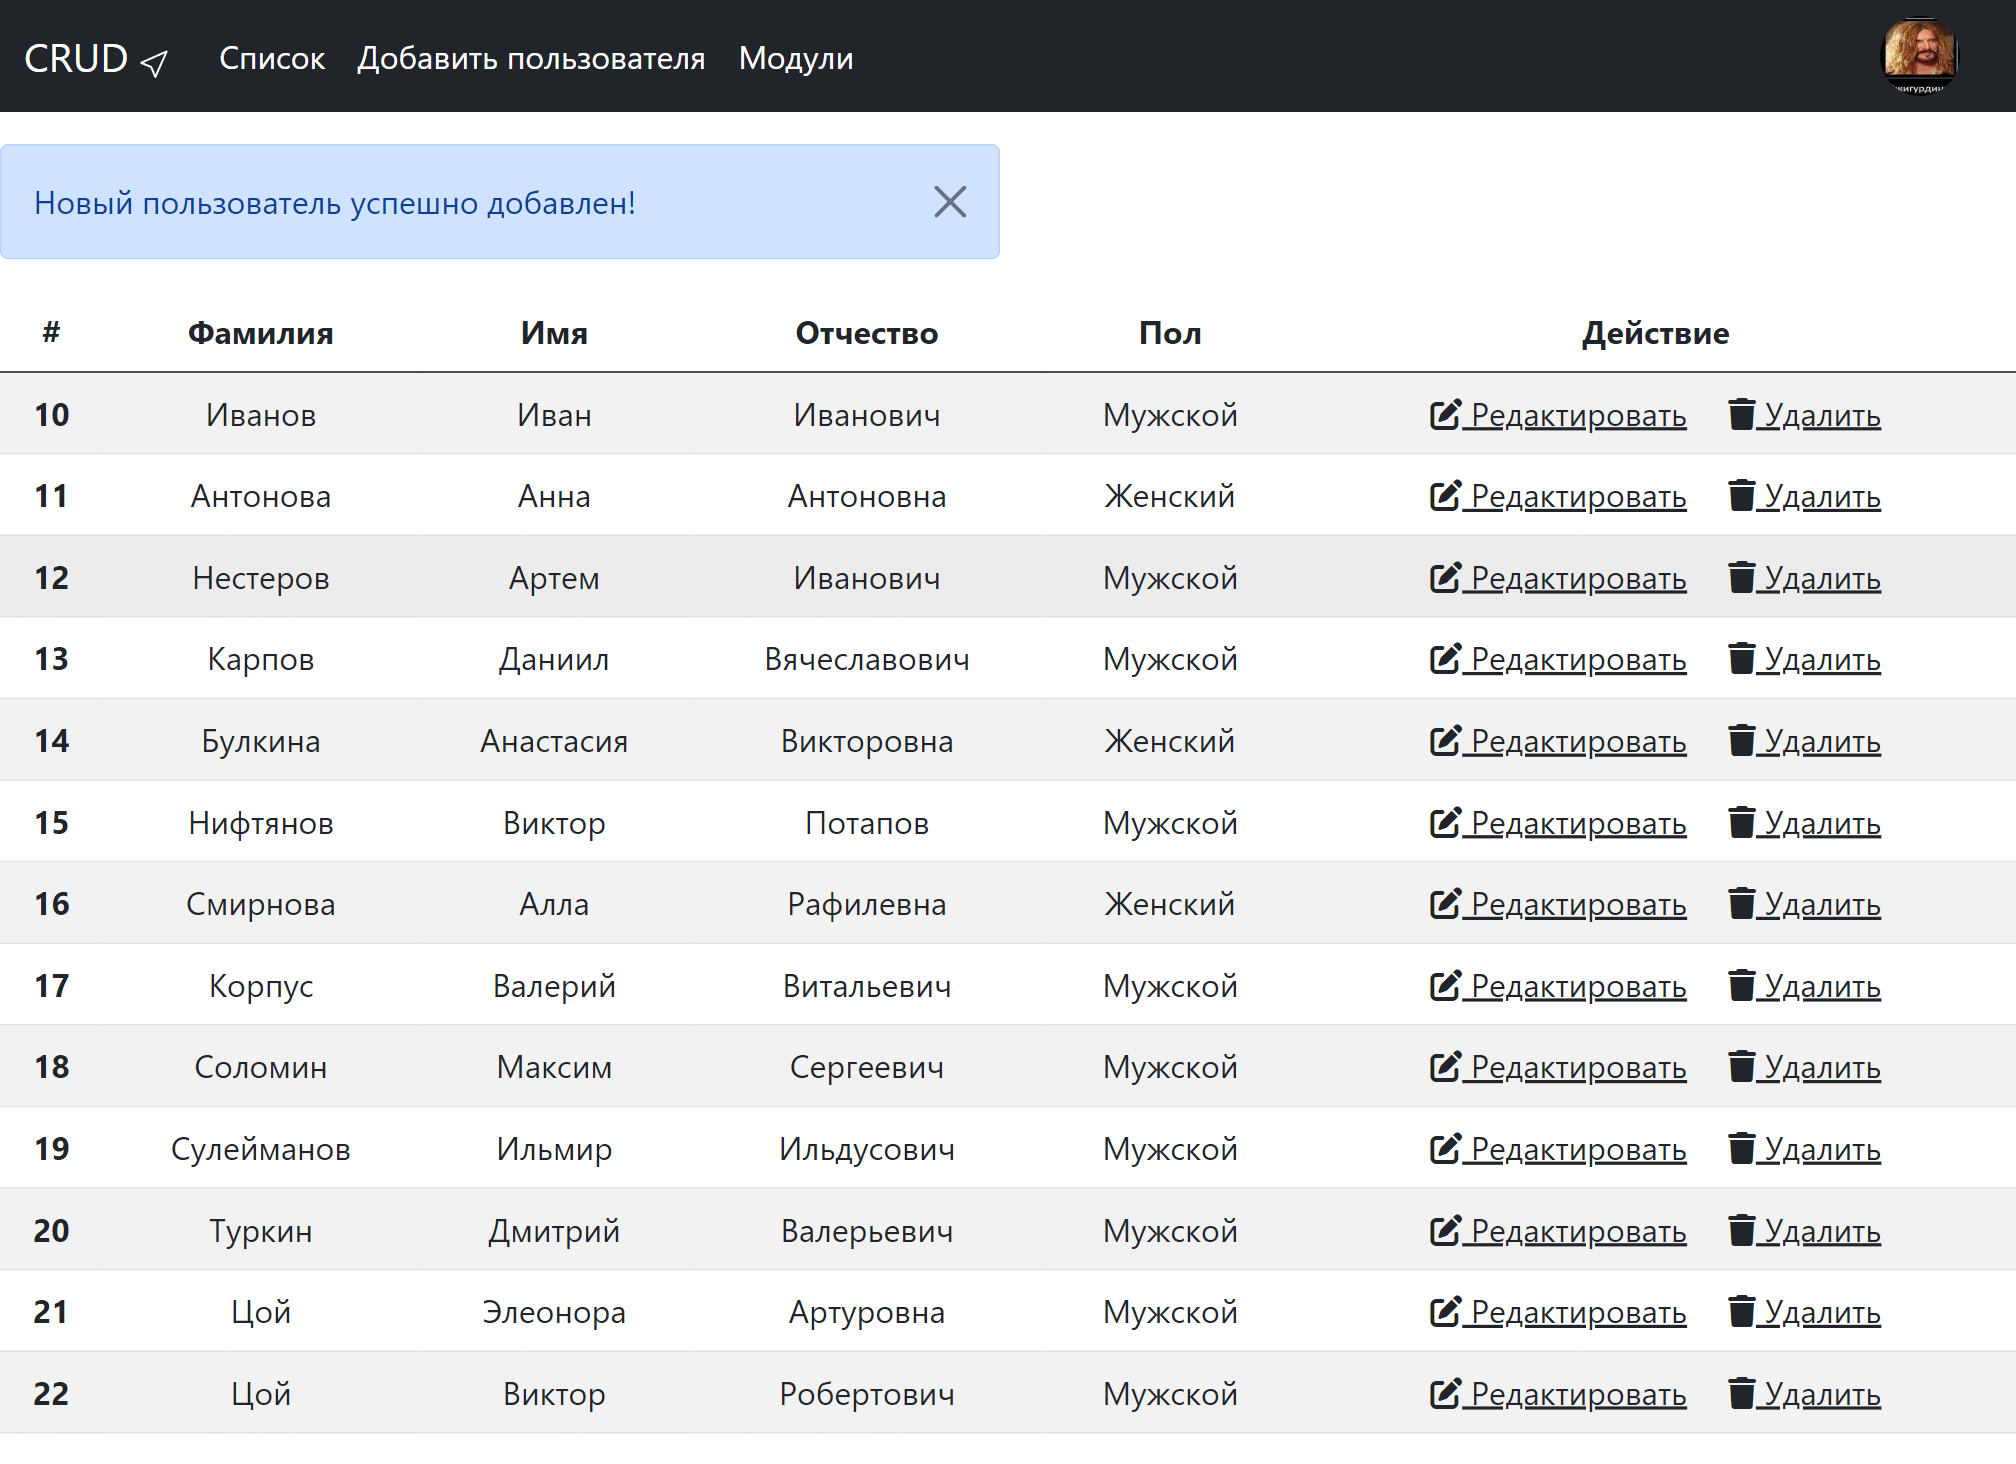 CRUD Список Добавить пользователя Модули
Новый пользователь успешно добавлен!
# Фамилия Имя Отчество Пол Действие
10 Иванов Иван Иванович Мужской Редактировать Удалить
11 Антонова Анна Антоновна Женский Редактировать Удалить
12 Нестеров Артем Иванович Мужской Редактировать Удалить
13 Карпов Даниил Вячеславович Мужской Редактировать Удалить
14 Булкина Анастасия Викторовна Женский Редактировать Удалить
15 Нифтянов Виктор Потапов Мужской Редактировать Удалить
16 Смирнова Алла Рафилевна Женский Редактировать Удалить
17 Корпус Валерий Витальевич Мужской Редактировать Удалить
18 Соломин Максим Сергеевич Мужской Редактировать Удалить
19 Сулейманов Ильмир Ильдусович Мужской Редактировать Удалить
20 Туркин Дмитрий Валерьевич Мужской Редактировать Удалить
21 Цой Элеонора Артуровна Мужской Редактировать Удалить
22 Цой Виктор Робертович Мужской Редактировать Удалить